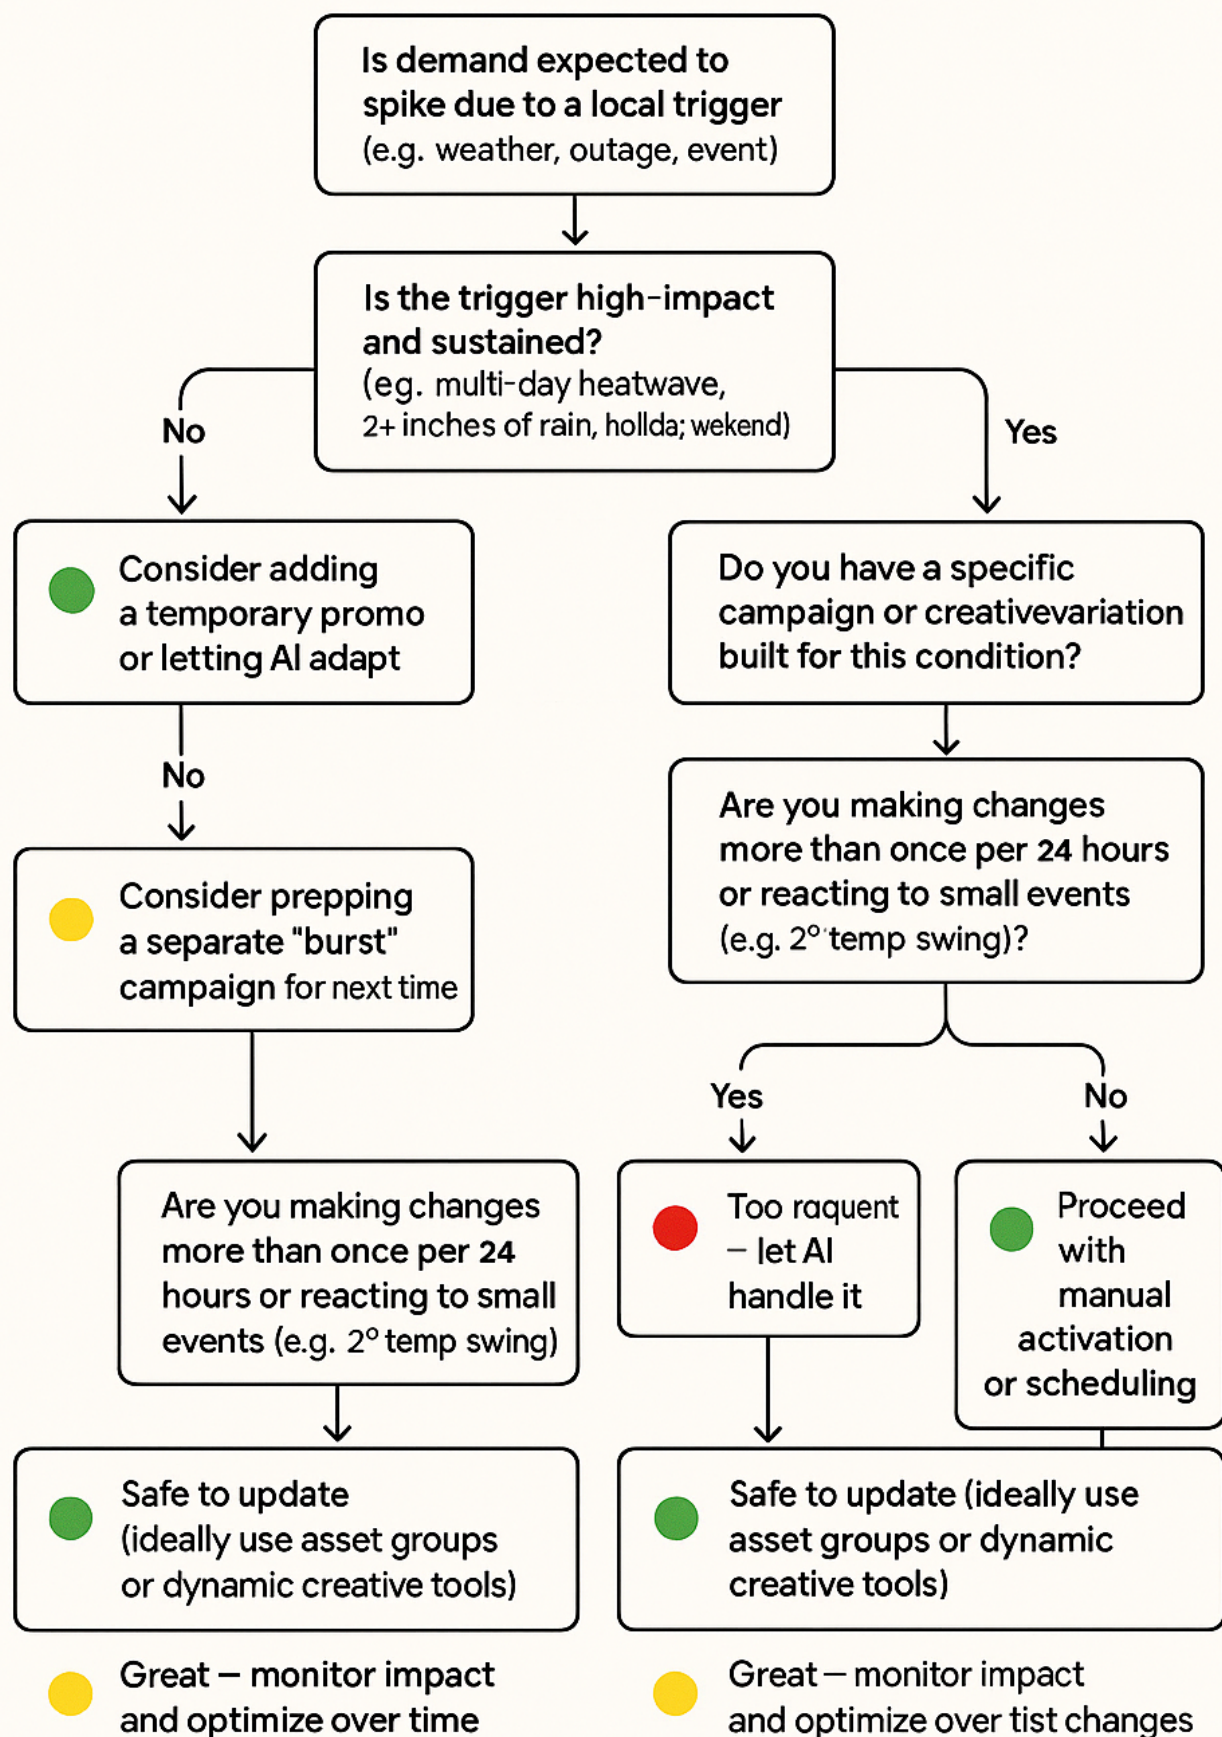 Is demand expected to
spike due to a local trigger
(e.g. weather, outage, event)
Is the trigger high-impact
and sustained?
(eg. multi-day heatwave,
2+ inches of rain, hollda; wekend)
No
Yes
Consider adding
a temporary promo
or letting AI adapt
Do you have a specific
campaign or creativevariation
built for this condition?
No
Are you making changes
more than once per 24 hours
or reacting to small events
(e.g. 2° temp swing)?
Consider prepping
a separate "burst"
campaign for next time
Yes
No
Are you making changes
more than once per 24
hours or reacting to small
events (e.g. 2° temp swing)
Too raquent
– let AI
handle it
Proceed
with
manual
activation
or scheduling
Safe to update
(ideally use asset groups
or dynamic creative tools)
Safe to update (ideally use
asset groups or dynamic
creative tools)
Great – monitor impact
and optimize over time
Great – monitor impact
and optimize over tist changes